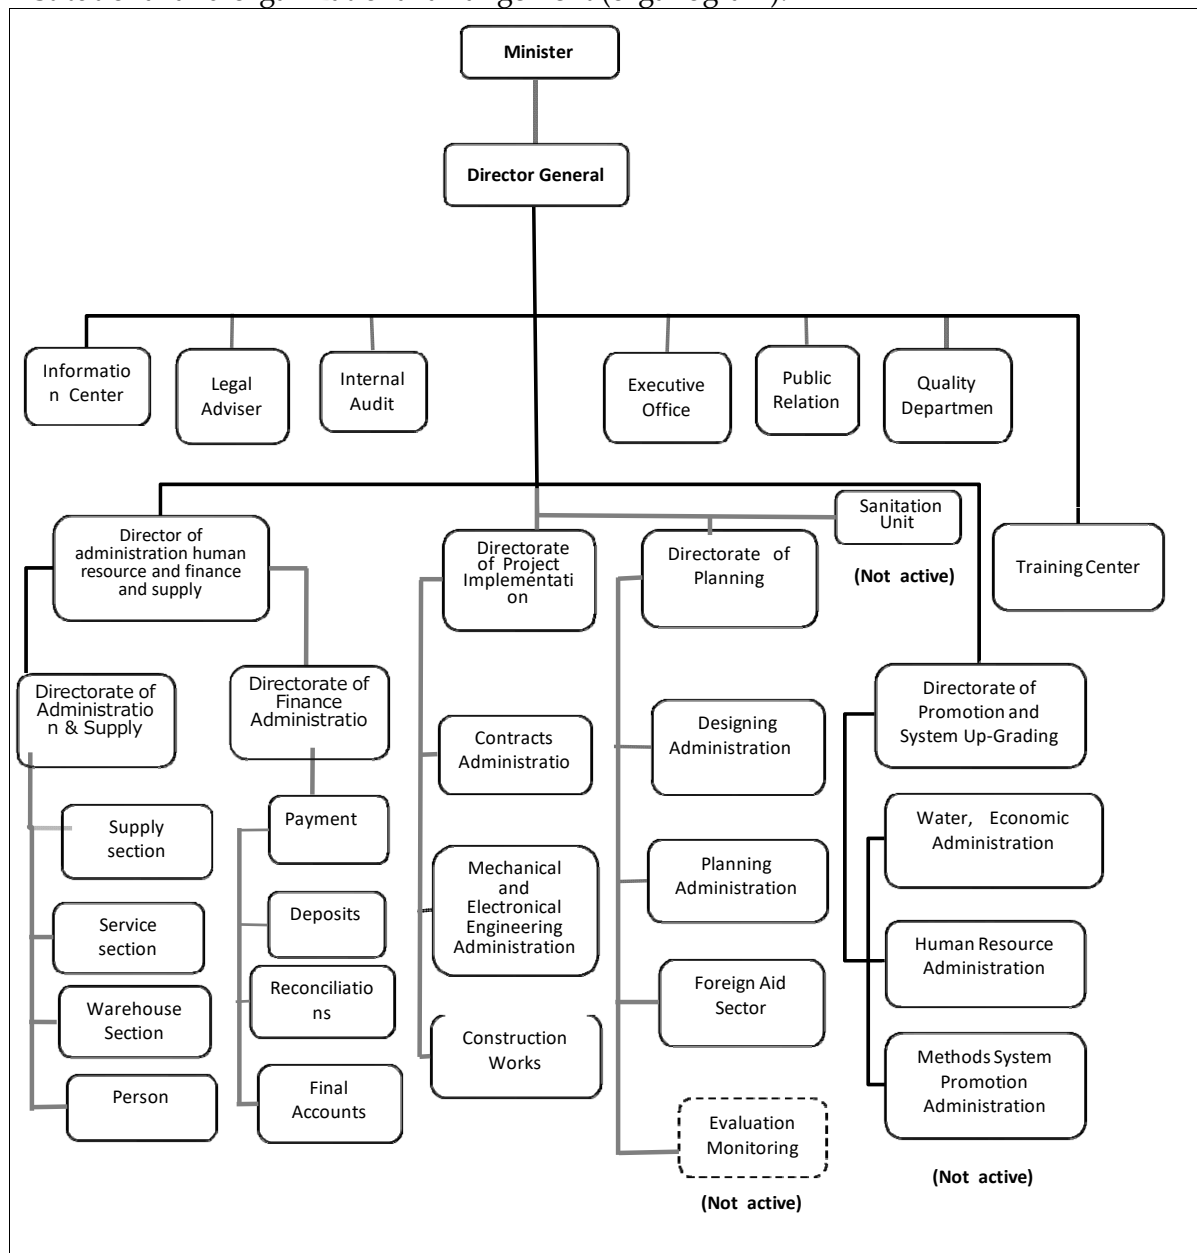 Minister
Director General
Informatio
n Center
Legal
Adviser
Internal
Audit
Executive
Office
Public
Relation
Quality
Departmen
Sanitation
Unit
(Not active)
Training Center
Director of
administration human
resource and finance
and supply
Directorate
of Project
Implementati
on
Directorate of
Planning
Directorate of
Administratio
n & Supply
Directorate of
Finance
Administratio
Directorate of
Promotion and
System Up-Grading
Supply
section
Service
section
Warehouse
Section
Person
Payment
Deposits
Reconciliatio
ns
Final
Accounts
Contracts
Administratio
Mechanical
and
Electronical
Engineering
Administration
Construction
Works
Designing
Administration
Planning
Administration
Foreign Aid
Sector
Evaluation
Monitoring
(Not active)
Water, Economic
Administration
Human Resource
Administration
Methods System
Promotion
Administration
(Not active)